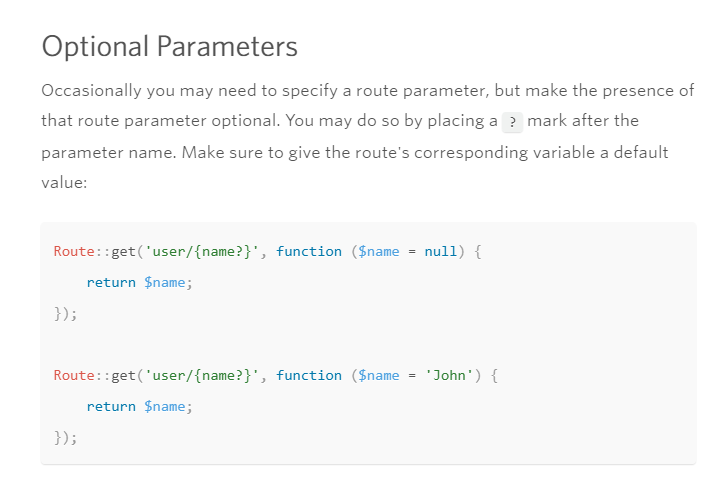 Optional Parameters
Occasionally you may need to specify a route parameter, but make the presence of
that route parameter optional. You may do so by placing a ? mark after the
parameter name. Make sure to give the route's corresponding variable a default
value:
Route::get('user/{name?}', function ($name = null) {
    return $name;
});
Route::get('user/{name?}', function ($name = 'John') {
    return $name;
});